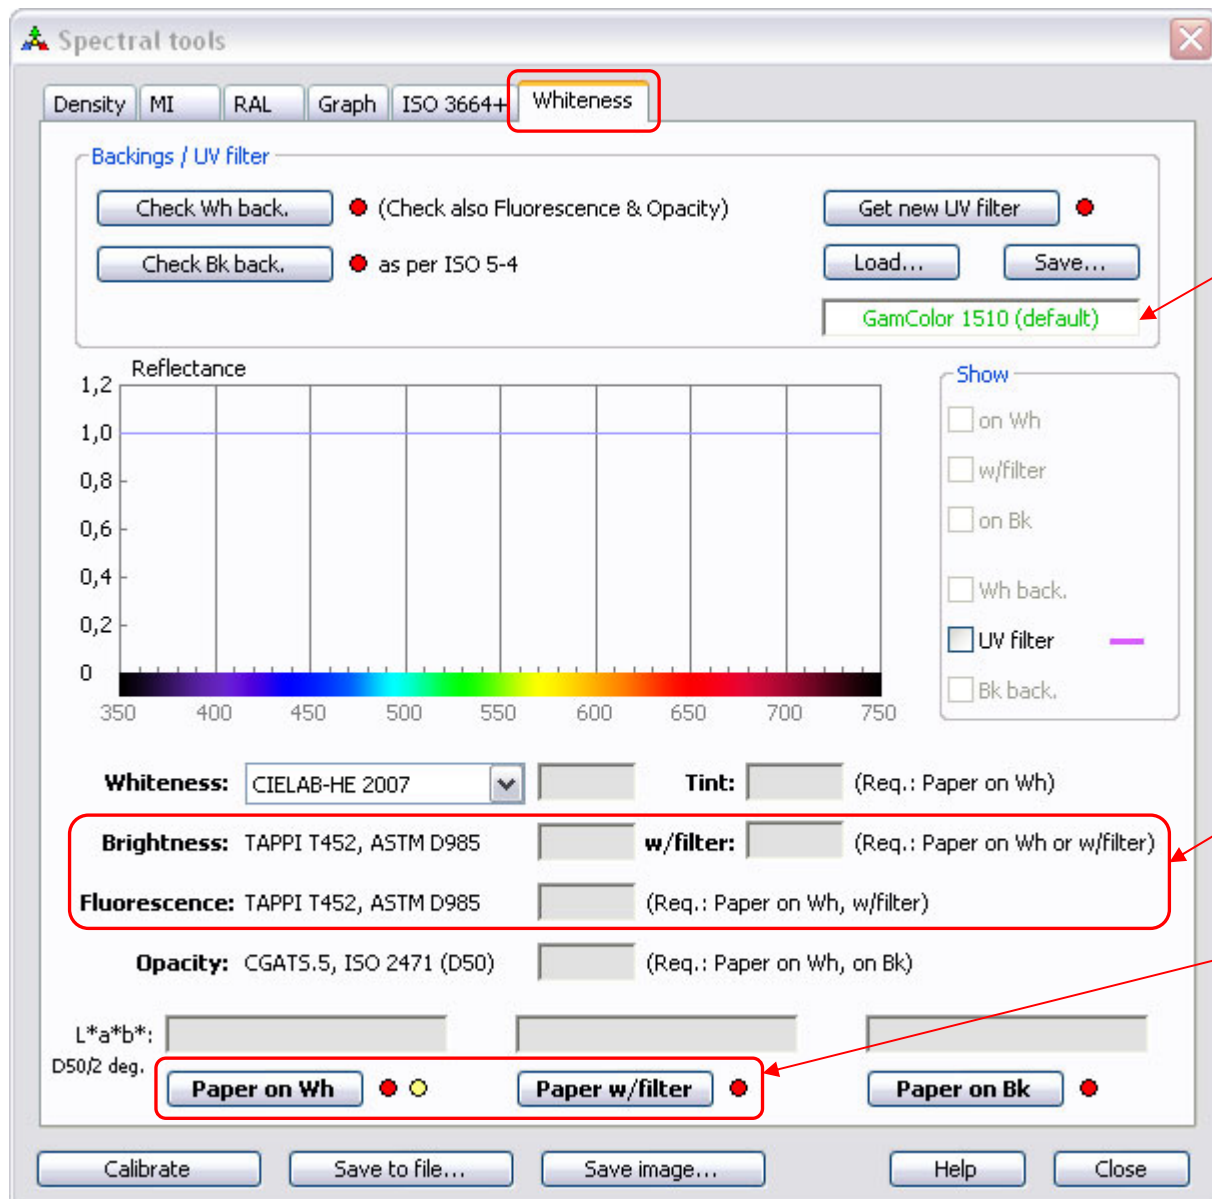 Spectral tools
Density MI RAL Graph ISO 3664+ Whiteness
Backings / UV filter
Check Wh back. (Check also Fluorescence & Opacity) Get new UV filter
Check Bk back. as per ISO 5-4 Load... Save...
GamColor 1510 (default)
Reflectance
1,2
1,0
0,8
0,6
0,4
0,2
0
350 400 450 500 550 600 650 700 750
Show
on Wh
w/filter
on Bk
Wh back.
UV filter
Bk back.
Whiteness: CIELAB-HE 2007 Tint: (Req.: Paper on Wh)
Brightness: TAPPI T452, ASTM D985 w/filter: (Req.: Paper on Wh or w/filter)
Fluorescence: TAPPI T452, ASTM D985 (Req.: Paper on Wh, w/filter)
Opacity: CGATS.5, ISO 2471 (D50) (Req.: Paper on Wh, on Bk)
L*a*b*:
D50/2 deg.
Paper on Wh Paper w/filter Paper on Bk
Calibrate Save to file... Save image... Help Close